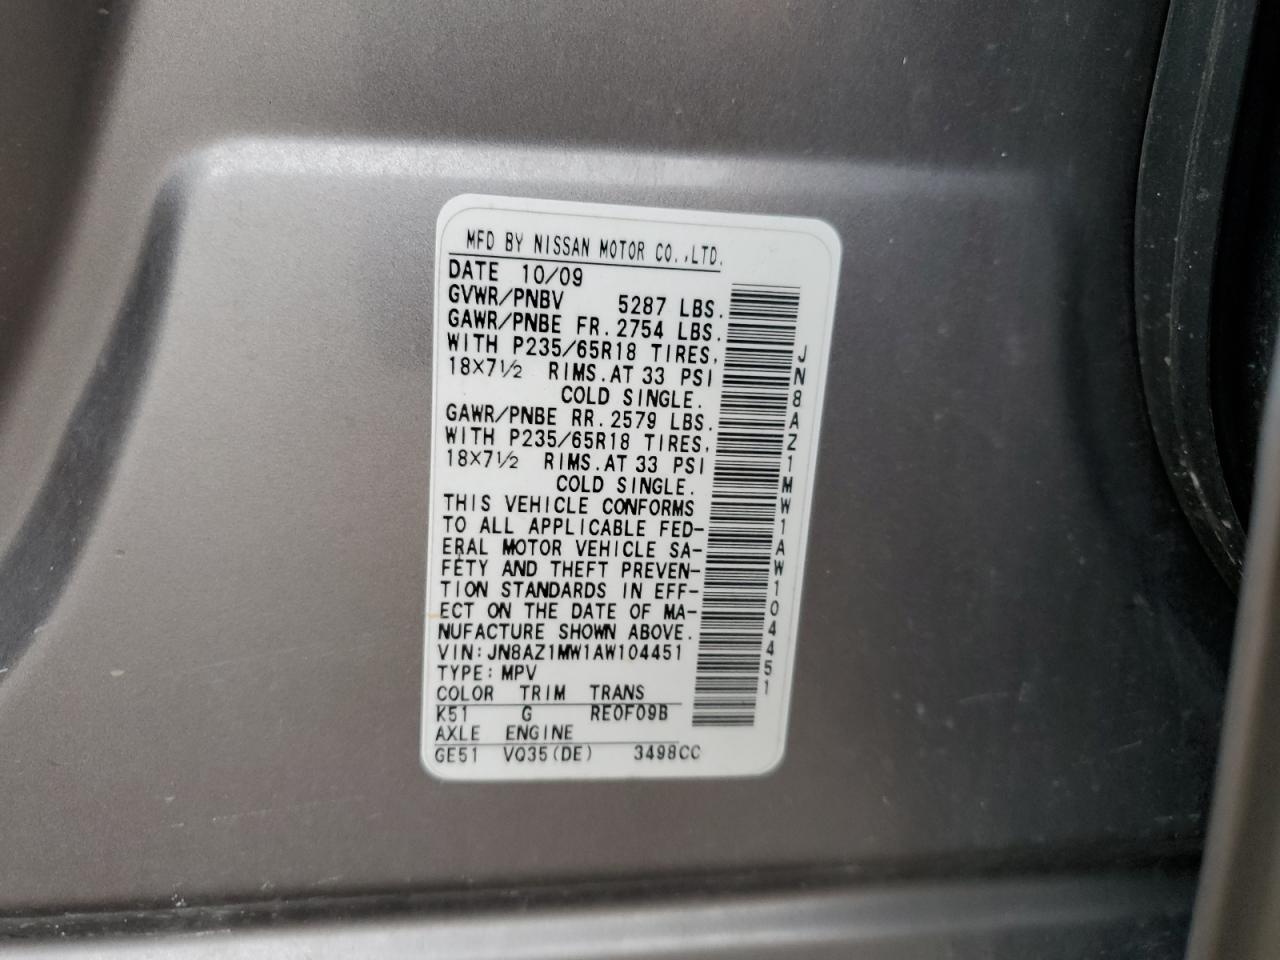 MFD BY NISSAN MOTOR CO.,LTD.
DATE 10/09
GVWR/PNBV 5287 LBS.
GAWR/PNBE FR. 2754 LBS.
WITH P235/65R18 TIRES,
18×7½ RIMS. AT 33 PSI
COLD SINGLE.
GAWR/PNBE RR. 2579 LBS.
WITH P235/65R18 TIRES,
18×7½ RIMS. AT 33 PSI
COLD SINGLE.
THIS VEHICLE CONFORMS
TO ALL APPLICABLE FED-
ERAL MOTOR VEHICLE SA-
FETY AND THEFT PREVEN-
TION STANDARDS IN EFF-
ECT ON THE DATE OF MA-
NUFACTURE SHOWN ABOVE.
VIN: JN8AZ1MW1AW104451
TYPE: MPV
COLOR TRIM TRANS
K51 G RE0F09B
AXLE ENGINE
GE51 VQ35(DE) 3498CC
JN8AZ1MW1AW104451